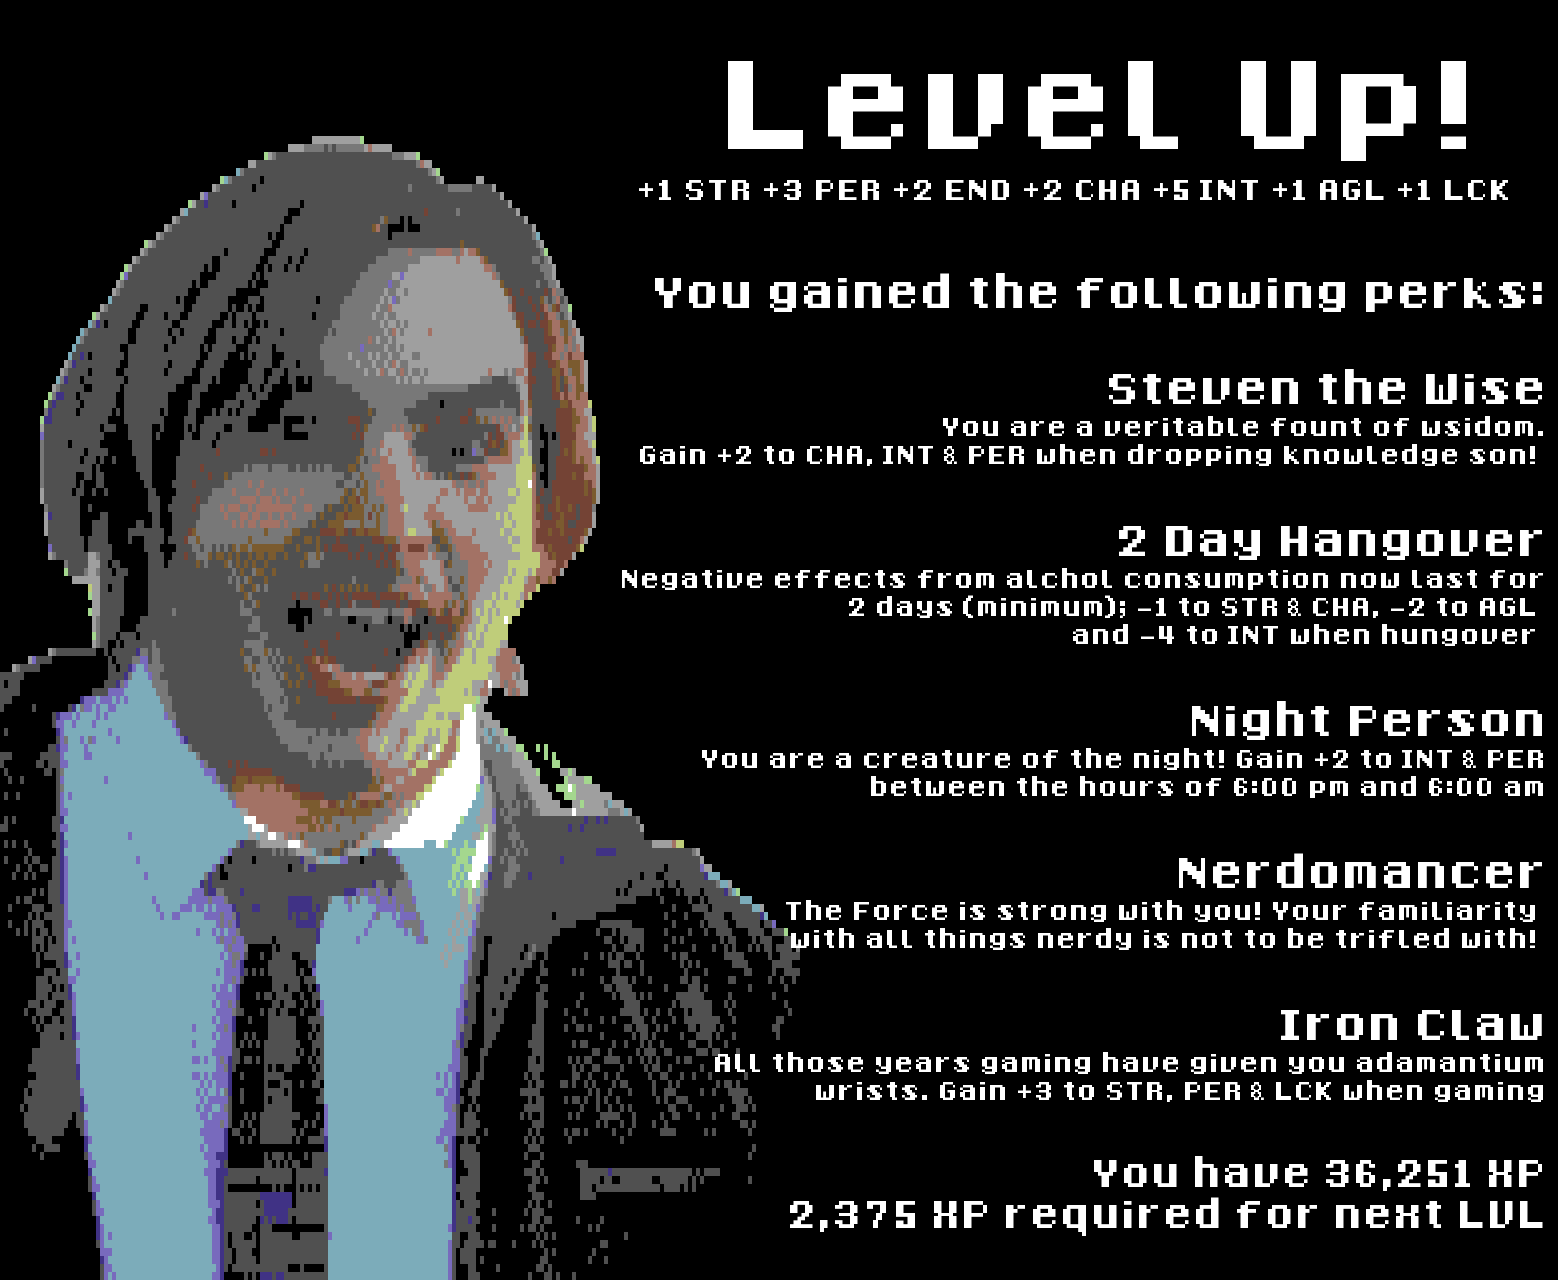 Level Up!
+1 STR +3 PER +2 END +2 CHA +5 INT +1 AGL +1 LCK
You gained the following perks:
Steven the Wise
You are a veritable fount of wsidom.
Gain +2 to CHA, INT & PER when dropping knowledge son!
2 Day Hangover
Negative effects from alchol consumption now last for
2 days (minimum); -1 to STR & CHA, -2 to AGL
and -4 to INT when hungover
Night Person
You are a creature of the night! Gain +2 to INT & PER
between the hours of 6:00 pm and 6:00 am
Nerdomancer
The Force is strong with you! Your familiarity
with all things nerdy is not to be trifled with!
Iron Claw
All those years gaming have given you adamantium
wrists. Gain +3 to STR, PER & LCK when gaming
You have 36,251 XP
2,375 XP required for next LVL